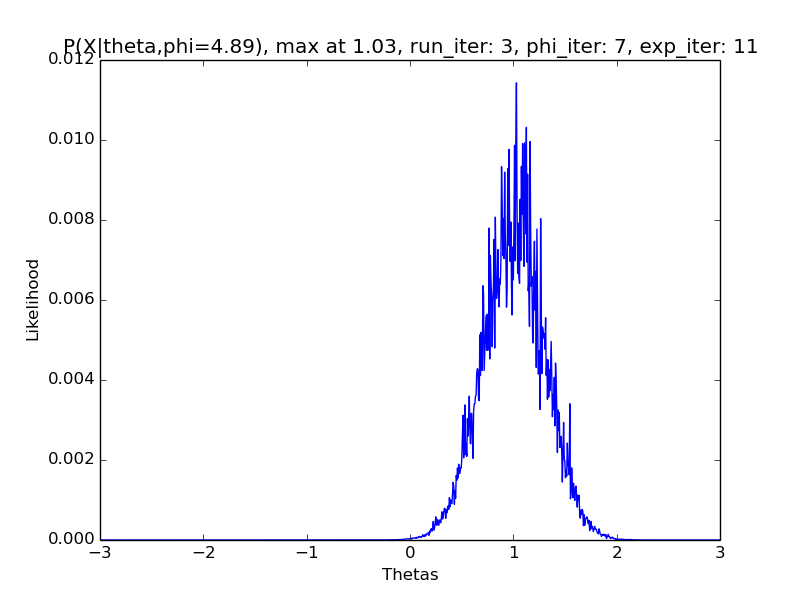 P(X|theta,phi=4.89), max at 1.03, run_iter: 3, phi_iter: 7, exp_iter: 11
0.012
0.010
0.008
0.006
0.004
0.002
0.000
Likelihood
−3 −2 −1 0 1 2 3
Thetas